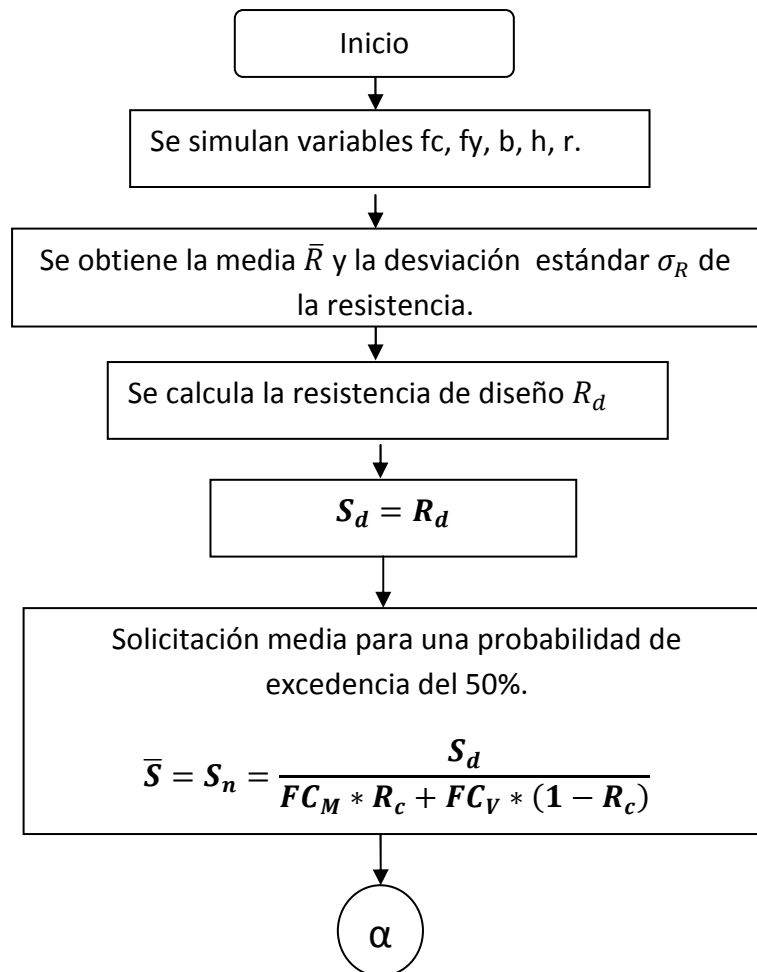 Inicio
Se simulan variables fc, fy, b, h, r.
Se obtiene la media R̄ y la desviación estándar σ_R de
la resistencia.
Se calcula la resistencia de diseño R_d
S_d = R_d
Solicitación media para una probabilidad de
excedencia del 50%.
S̄ = S_n = S_d / (FC_M * R_c + FC_V * (1 − R_c))
α